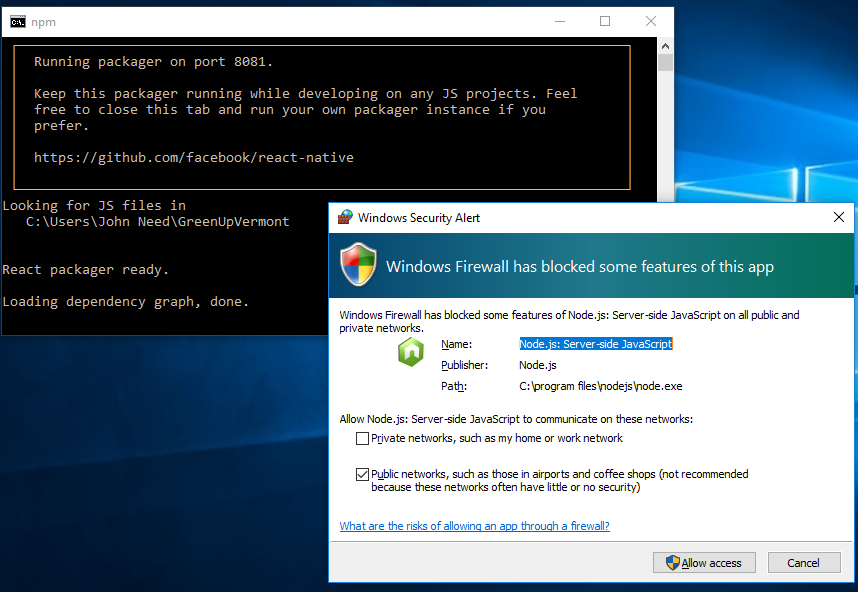 npm
Running packager on port 8081.
Keep this packager running while developing on any JS projects. Feel
free to close this tab and run your own packager instance if you
prefer.
https://github.com/facebook/react-native
Looking for JS files in
C:\Users\John Need\GreenUpVermont
React packager ready.
Loading dependency graph, done.
Windows Security Alert
Windows Firewall has blocked some features of this app
Windows Firewall has blocked some features of Node.js: Server-side JavaScript on all public and
private networks.
Name: Node.js: Server-side JavaScript
Publisher: Node.js
Path: C:\program files\nodejs\node.exe
Allow Node.js: Server-side JavaScript to communicate on these networks:
Private networks, such as my home or work network
Public networks, such as those in airports and coffee shops (not recommended
because these networks often have little or no security)
What are the risks of allowing an app through a firewall?
Allow access Cancel